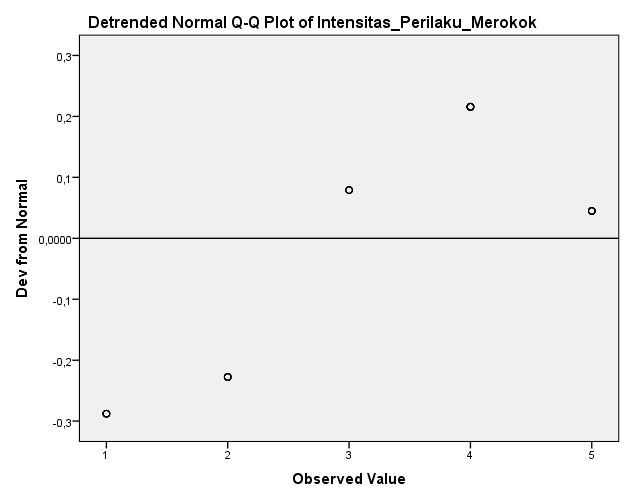 Detrended Normal Q-Q Plot of Intensitas_Perilaku_Merokok
Dev from Normal
0,3
0,2
0,1
0,0000
-0,1
-0,2
-0,3
1 2 3 4 5
Observed Value